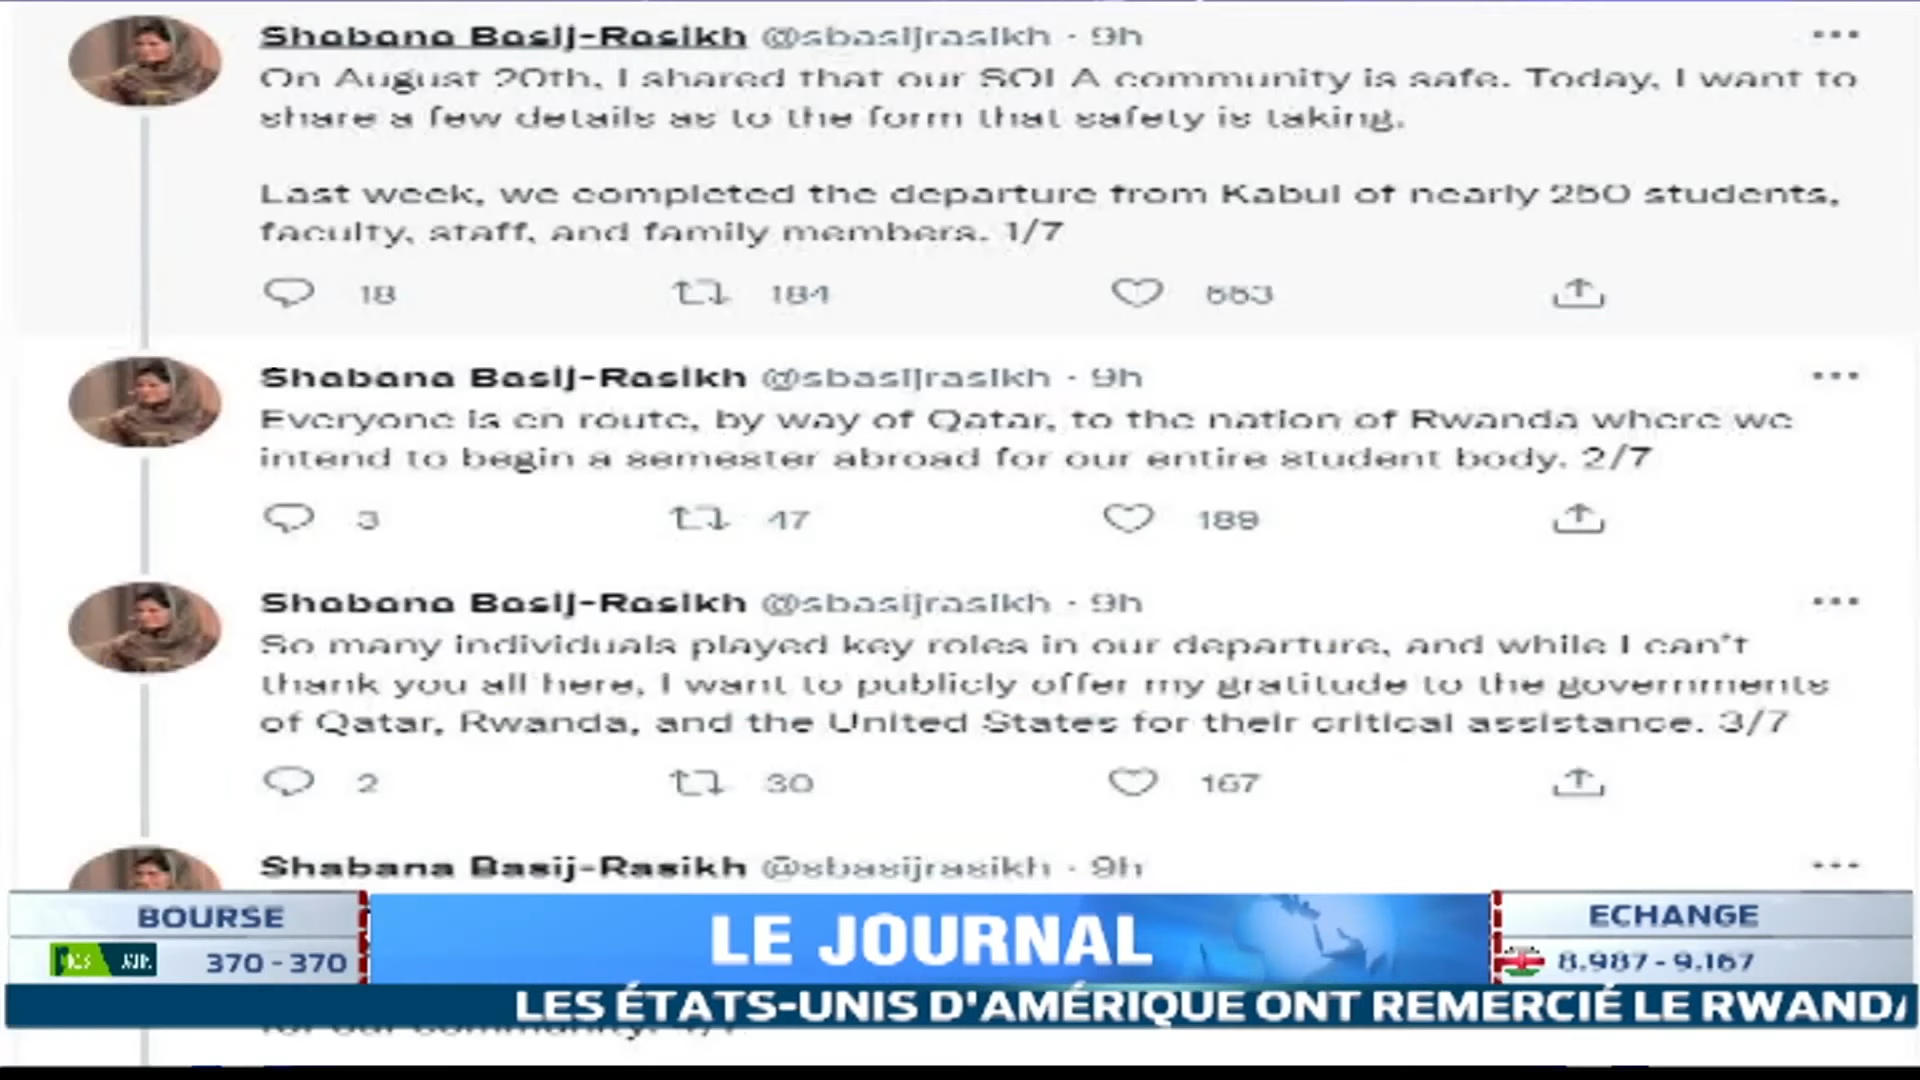 Shabana Basij-Rasikh @sbasijrasikh · 9h
On August 20th, I shared that our SOLA community is safe. Today, I want to
share a few details as to the form that safety is taking.
Last week, we completed the departure from Kabul of nearly 250 students,
faculty, staff, and family members. 1/7
18 184 663
Shabana Basij-Rasikh @sbasijrasikh · 9h
Everyone is en route, by way of Qatar, to the nation of Rwanda where we
intend to begin a semester abroad for our entire student body. 2/7
3 47 189
Shabana Basij-Rasikh @sbasijrasikh · 9h
So many individuals played key roles in our departure, and while I can't
thank you all here, I want to publicly offer my gratitude to the governments
of Qatar, Rwanda, and the United States for their critical assistance. 3/7
2 30 167
Shabana Basij-Rasikh @sbasijrasikh · 9h
for our community. 4/7
BOURSE
370 - 370
LE JOURNAL
ECHANGE
8.987 - 9.167
LES ÉTATS-UNIS D'AMÉRIQUE ONT REMERCIÉ LE RWANDA